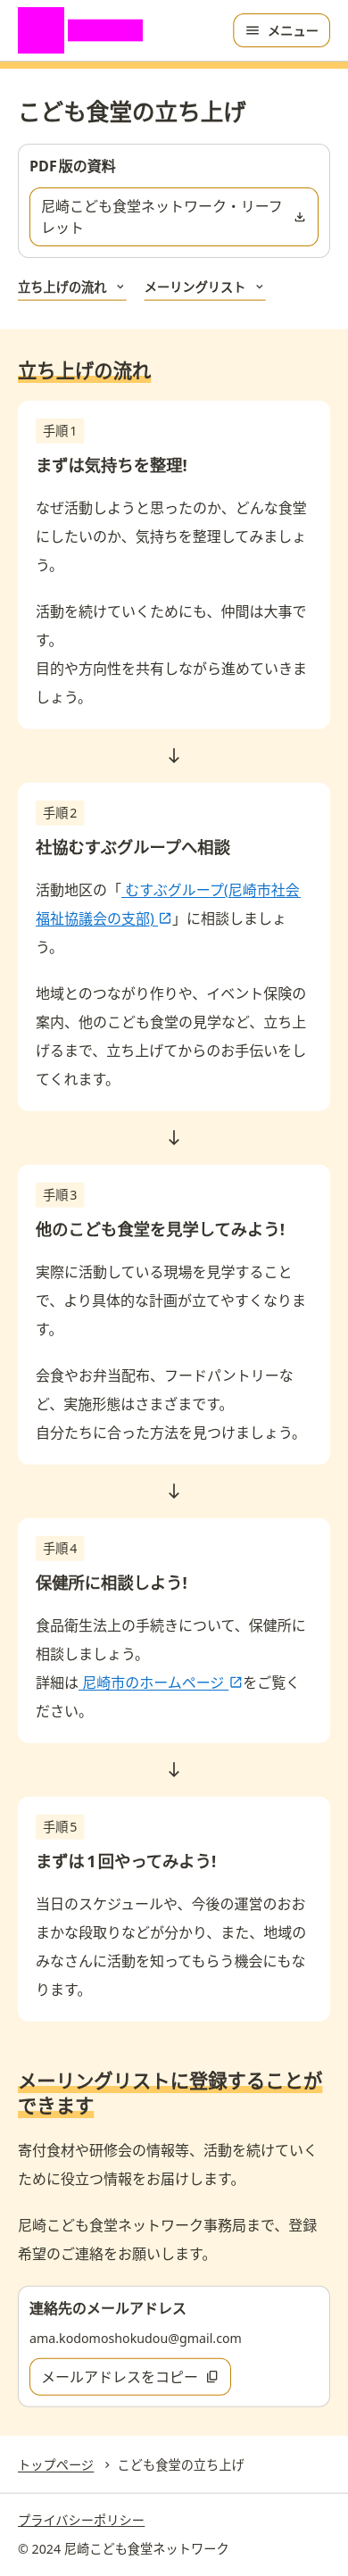 メニュー
こども食堂の立ち上げ
PDF版の資料
尼崎こども食堂ネットワーク・リーフ
レット
立ち上げの流れ
メーリングリスト
立ち上げの流れ
手順1
まずは気持ちを整理!
なぜ活動しようと思ったのか、どんな食堂
にしたいのか、気持ちを整理してみましょ
う。
活動を続けていくためにも、仲間は大事で
す。
目的や方向性を共有しながら進めていきま
しょう。
手順2
社協むすぶグループへ相談
活動地区の「 むすぶグループ(尼崎市社会
福祉協議会の支部) 」に相談しましょ
う。
地域とのつながり作りや、イベント保険の
案内、他のこども食堂の見学など、立ち上
げるまで、立ち上げてからのお手伝いをし
てくれます。
手順3
他のこども食堂を見学してみよう!
実際に活動している現場を見学すること
で、より具体的な計画が立てやすくなりま
す。
会食やお弁当配布、フードパントリーな
ど、実施形態はさまざまです。
自分たちに合った方法を見つけましょう。
手順4
保健所に相談しよう!
食品衛生法上の手続きについて、保健所に
相談しましょう。
詳細は 尼崎市のホームページ をご覧く
ださい。
手順5
まずは1回やってみよう!
当日のスケジュールや、今後の運営のおお
まかな段取りなどが分かり、また、地域の
みなさんに活動を知ってもらう機会にもな
ります。
メーリングリストに登録することが
できます
寄付食材や研修会の情報等、活動を続けていく
ために役立つ情報をお届けします。
尼崎こども食堂ネットワーク事務局まで、登録
希望のご連絡をお願いします。
連絡先のメールアドレス
ama.kodomoshokudou@gmail.com
メールアドレスをコピー
トップページ
こども食堂の立ち上げ
プライバシーポリシー
© 2024 尼崎こども食堂ネットワーク